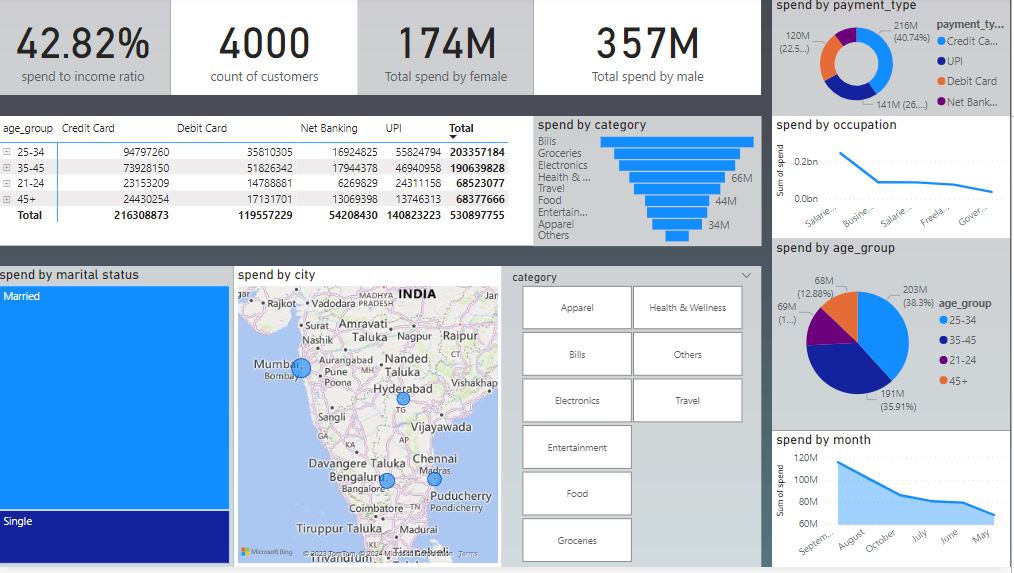 42.82%
spend to income ratio
4000
count of customers
174M
Total spend by female
357M
Total spend by male
spend by payment_type
216M
(40.74%)
120M
(22.5...)
141M (26....)
payment_ty...
Credit Ca...
UPI
Debit Card
Net Bank...
age_group Credit Card Debit Card Net Banking UPI Total
25-34 94797260 35810305 16924825 55824794 203357184
35-45 73928150 51826342 17944378 46940958 190639828
21-24 23153209 14788881 6269829 24311158 68523077
45+ 24430254 17131701 13069398 13746313 68377666
Total 216308873 119557229 54208430 140823223 530897755
spend by category
Bills
Groceries
Electronics
Health & ... 66M
Travel
Food 44M
Entertain...
Apparel 34M
Others
spend by occupation
Sum of spend
0.2bn
0.0bn
Salarie... Busine... Salarie... Freela... Gover...
spend by marital status
Married
Single
spend by city
INDIA
MADHYA
PRADESH
Rajkot
Vadodara
Surat
Nashik
Amravati
Taluka
Nagpur
Raipur
CT
Mumbai
Bombay
Aurangabad
Pune
Poona
MH
Nanded
Taluka
Hyderabad
TG
Vishakhap
Sangli
Vijayawada
GA
KA
AP
Davangere Taluka
Chennai
Madras
Bengaluru
Bangalore
Puducherry
Pondicherry
Coimbatore
TN
Tiruppur Taluka
Madurai
KL
Trivandrum
Tirunelveli
Microsoft Bing
© 2023 TomTom, © 2024 Microsoft Corporation Terms
category
Apparel
Health & Wellness
Bills
Others
Electronics
Travel
Entertainment
Food
Groceries
spend by age_group
68M
(12.88%)
203M
(38.3%)
69M
(1...)
191M
(35.91%)
age_group
25-34
35-45
21-24
45+
spend by month
Sum of spend
120M
100M
80M
60M
Septem... August October July June May